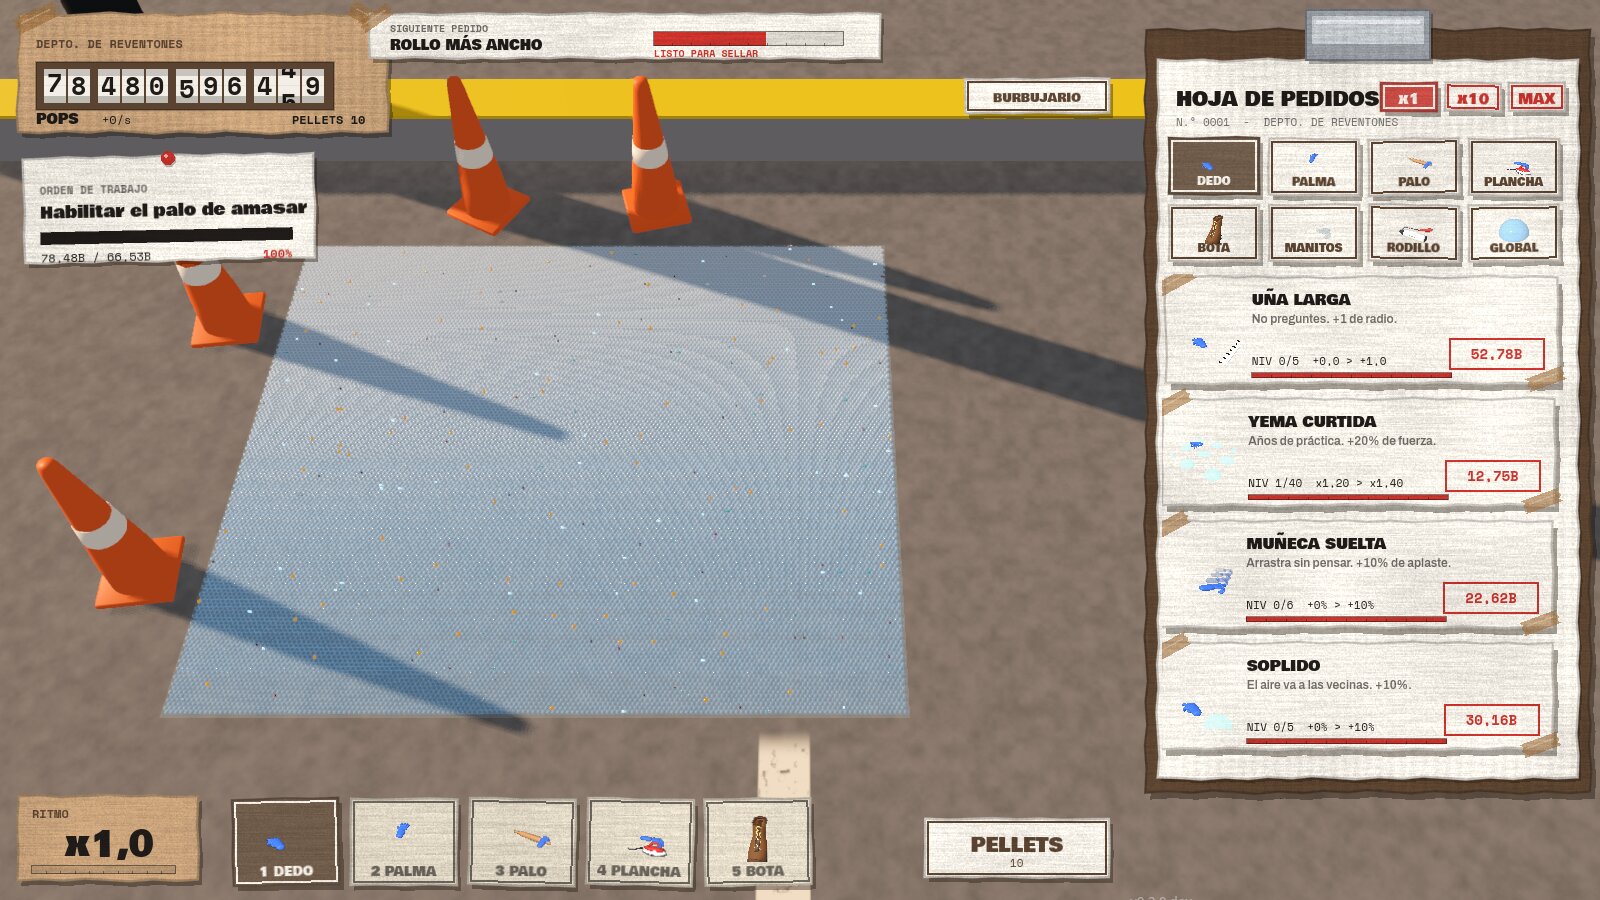 DEPTO. DE REVENTONES
78 480 596 4 9
POPS +0/s PELLETS 10
SIGUIENTE PEDIDO
ROLLO MÁS ANCHO
LISTO PARA SELLAR
BURBUJARIO
ORDEN DE TRABAJO
Habilitar el palo de amasar
78,48B / 66,53B 100%
HOJA DE PEDIDOS x1 x10 MAX
N.° 0001 - DEPTO. DE REVENTONES
DEDO PALMA PALO PLANCHA
BOTA MANITOS RODILLO GLOBAL
UÑA LARGA
No preguntes. +1 de radio.
NIV 0/5 +0,0 > +1,0 52,78B
YEMA CURTIDA
Años de práctica. +20% de fuerza.
NIV 1/40 x1,20 > x1,40 12,75B
MUÑECA SUELTA
Arrastra sin pensar. +10% de aplaste.
NIV 0/6 +0% > +10% 22,62B
SOPLIDO
El aire va a las vecinas. +10%.
NIV 0/5 +0% > +10% 30,16B
RITMO
x1,0
1 DEDO 2 PALMA 3 PALO 4 PLANCHA 5 BOTA
PELLETS
10